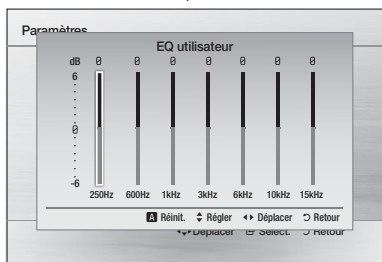 Paramètres
EQ utilisateur
dB 0 0 0 0 0 0 0
6
0
-6
250Hz 600Hz 1kHz 3kHz 6kHz 10kHz 15kHz
A Réinit. Régler Déplacer Retour
Déplacer Sélect. Retour